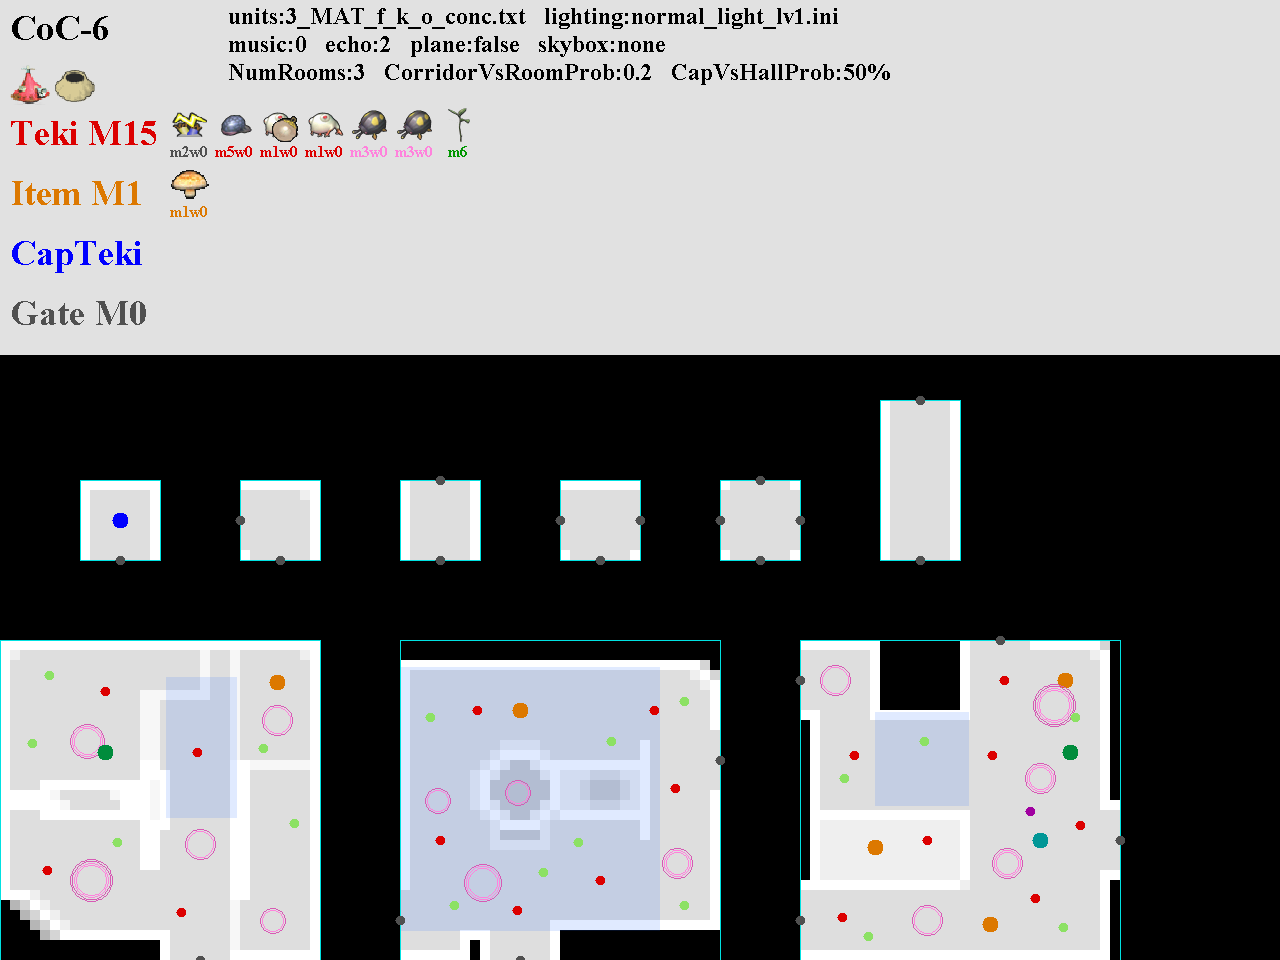 CoC-6
units:3_MAT_f_k_o_conc.txt   lighting:normal_light_lv1.ini
music:0   echo:2   plane:false   skybox:none
NumRooms:3   CorridorVsRoomProb:0.2   CapVsHallProb:50%
Teki M15
m2w0 m5w0 m1w0 m1w0 m3w0 m3w0 m6
Item M1
m1w0
CapTeki
Gate M0